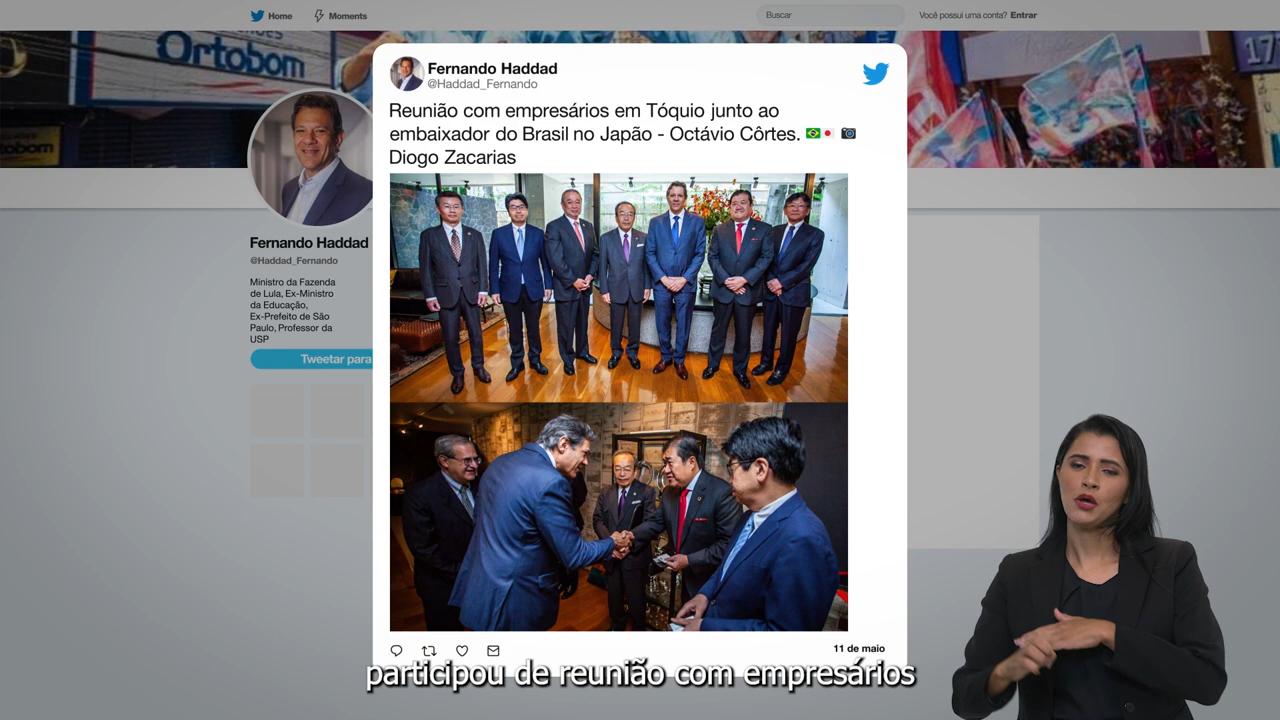 Home
Moments
Buscar
Você possui uma conta? Entrar
Ortobom
17
Fernando Haddad
@Haddad_Fernando
Reunião com empresários em Tóquio junto ao
embaixador do Brasil no Japão - Octávio Côrtes. 🇧🇷🇯🇵 📷
Diogo Zacarias
Fernando Haddad
@Haddad_Fernando
Ministro da Fazenda
de Lula, Ex-Ministro
da Educação,
Ex-Prefeito de São
Paulo, Professor da
USP
Tweetar para
11 de maio
participou de reunião com empresários